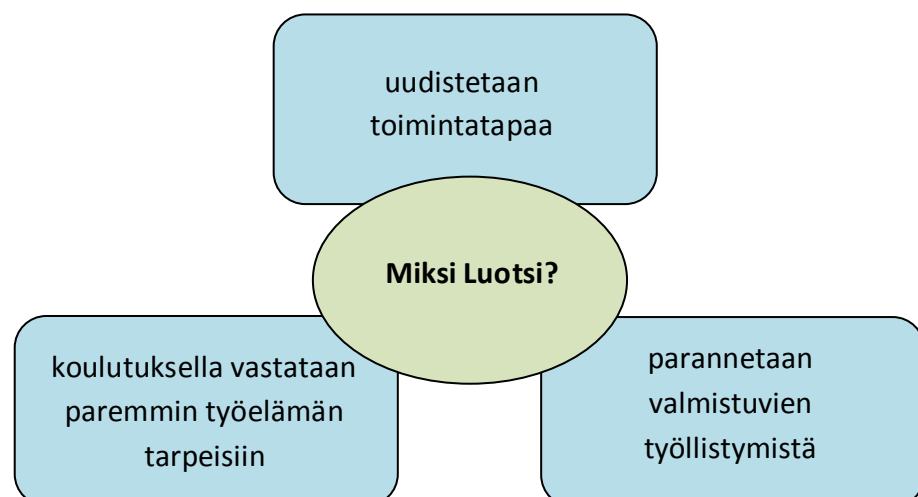 uudistetaan
toimintatapaa
Miksi Luotsi?
koulutuksella vastataan
paremmin työelämän
tarpeisiin
parannetaan
valmistuvien
työllistymistä